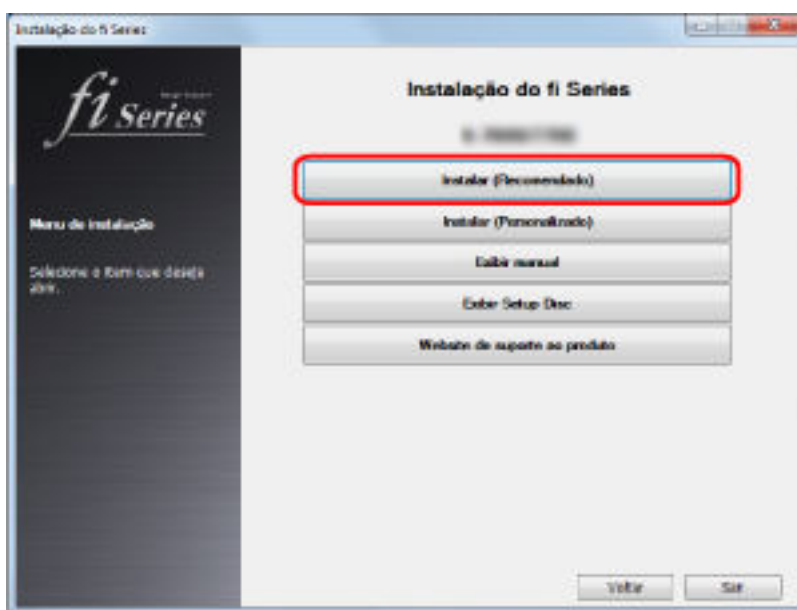 Instalação do fi Series
fi Series
Instalação do fi Series
Instalar (Recomendado)
Menu de instalação
Instalar (Personalizado)
Selecione o item que deseja
abrir.
Exibir manual
Exibir Setup Disc
Website de suporte ao produto
Voltar
Sair